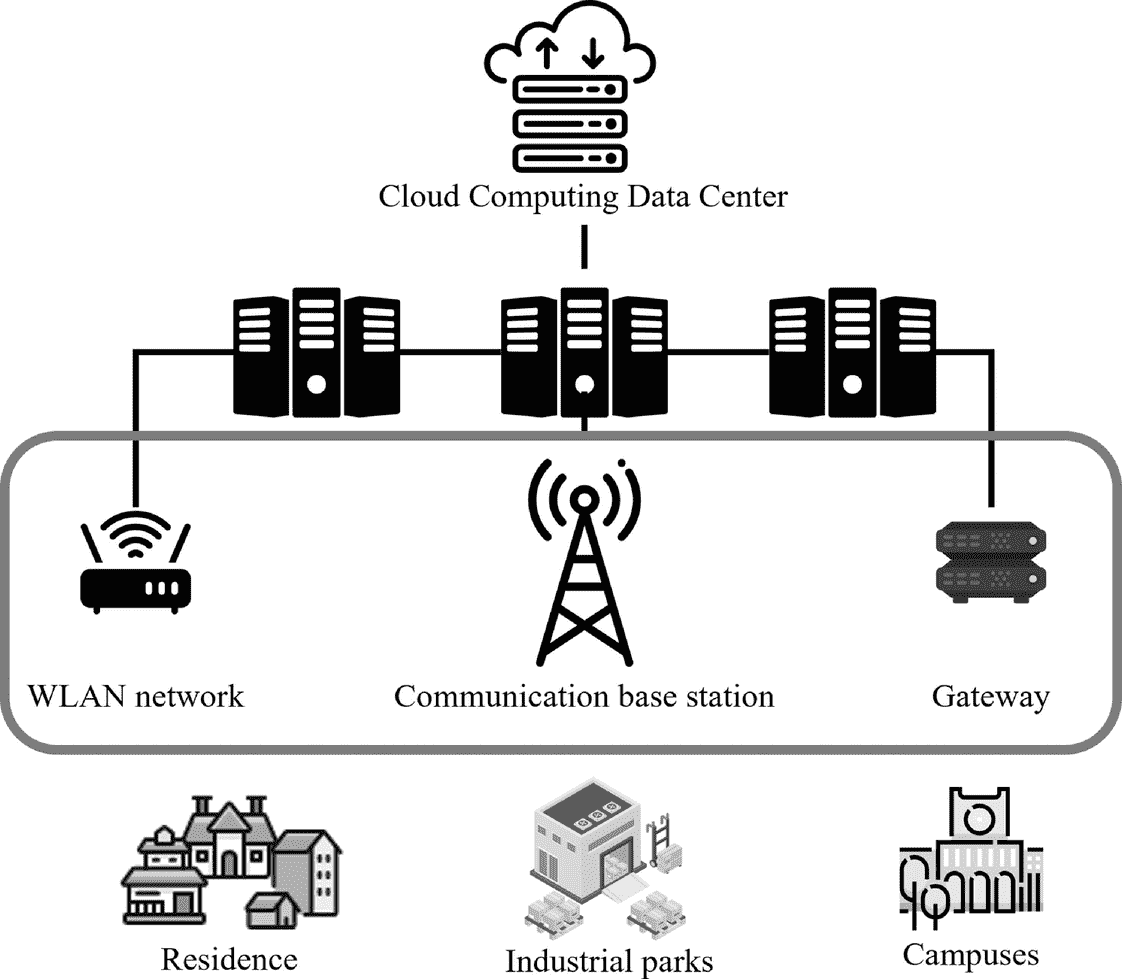 Cloud Computing Data Center
WLAN network
Communication base station
Gateway
Residence
Industrial parks
Campuses